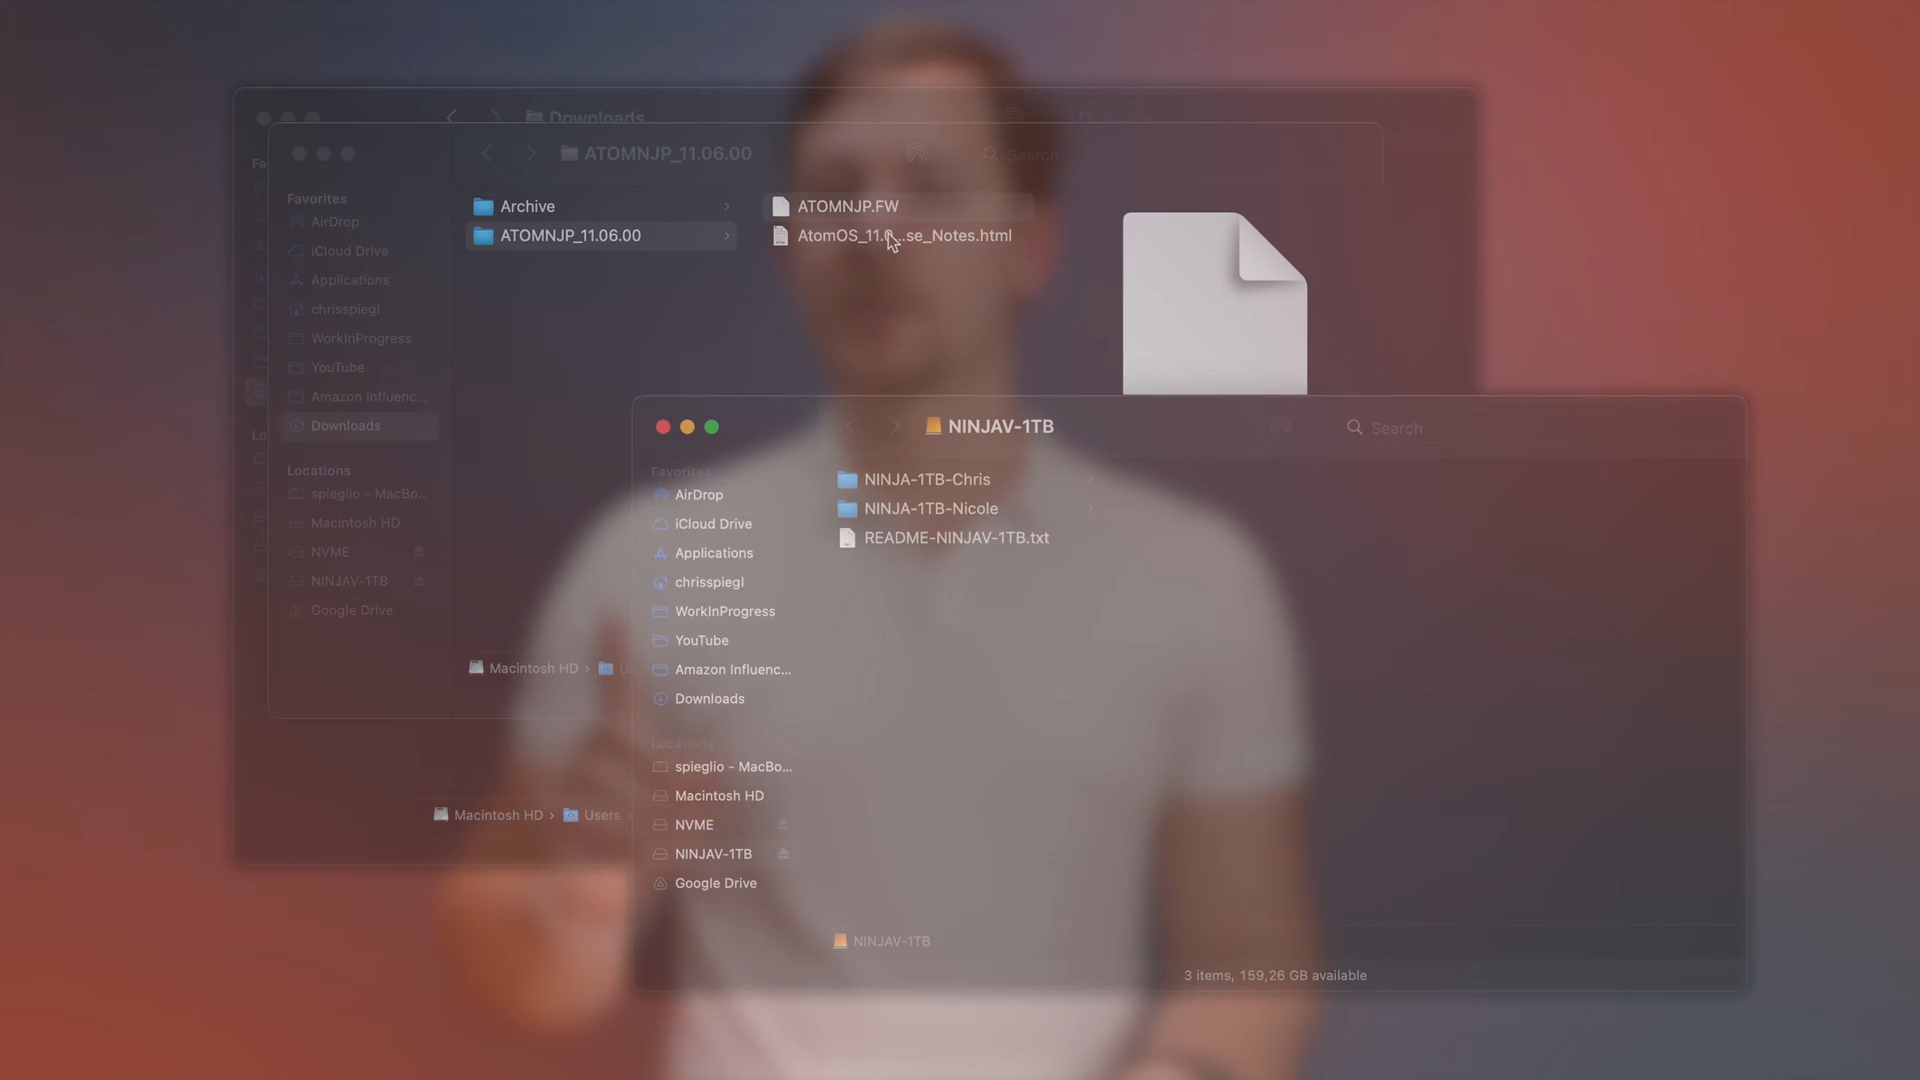 Downloads
Fa
Lo
Macintosh HD › Users ›
ATOMNJP_11.06.00
Search
Favorites
AirDrop
iCloud Drive
Applications
chrisspiegl
WorkInProgress
YouTube
Amazon Influenc...
Downloads
Locations
spieglio - MacBo...
Macintosh HD
NVME
NINJAV-1TB
Google Drive
Archive
ATOMNJP_11.06.00
ATOMNJP.FW
AtomOS_11.0...se_Notes.html
Macintosh HD › U
NINJAV-1TB
Search
Favorites
AirDrop
iCloud Drive
Applications
chrisspiegl
WorkInProgress
YouTube
Amazon Influenc...
Downloads
Locations
spieglio - MacBo...
Macintosh HD
NVME
NINJAV-1TB
Google Drive
NINJA-1TB-Chris
NINJA-1TB-Nicole
README-NINJAV-1TB.txt
NINJAV-1TB
3 items, 159,26 GB available